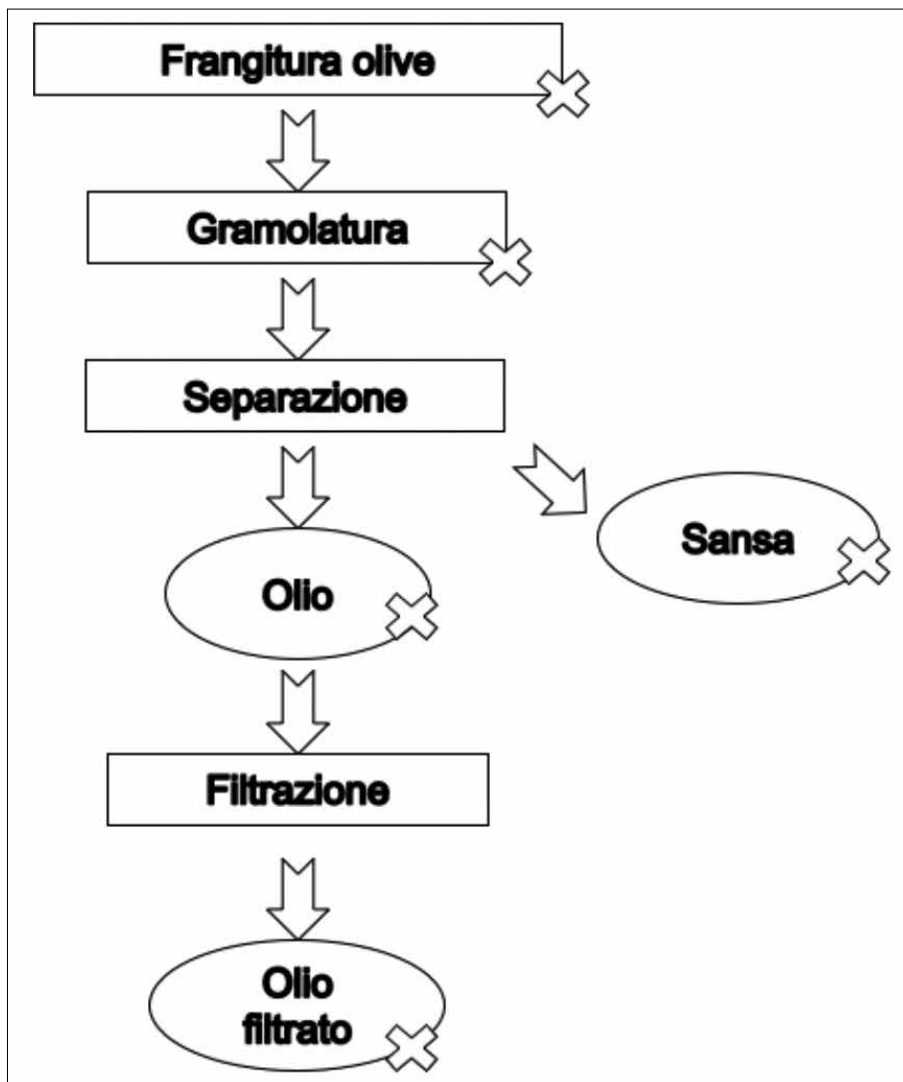 Frangitura olive
Gramolatura
Separazione
Sansa
Olio
Filtrazione
Olio
filtrato